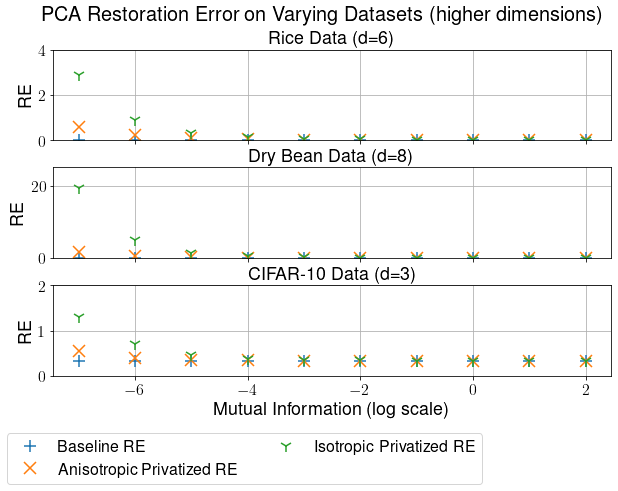 PCA Restoration Error on Varying Datasets (higher dimensions)
Rice Data (d=6)
4
2
0
RE
Dry Bean Data (d=8)
20
0
RE
CIFAR-10 Data (d=3)
2
1
0
RE
−6 −4 −2 0 2
Mutual Information (log scale)
Baseline RE Isotropic Privatized RE
Anisotropic Privatized RE